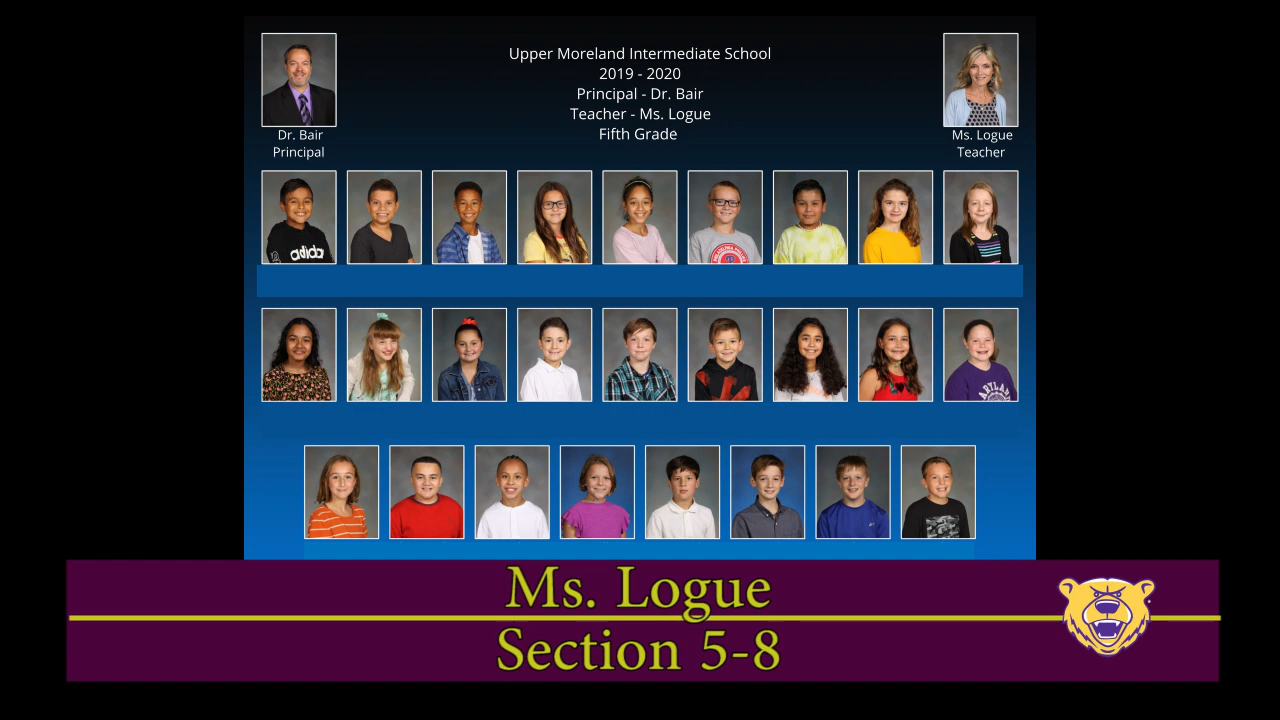 Upper Moreland Intermediate School
2019 - 2020
Principal - Dr. Bair
Teacher - Ms. Logue
Fifth Grade
Dr. Bair
Principal
Ms. Logue
Teacher
adidas
Ms. Logue
Section 5-8